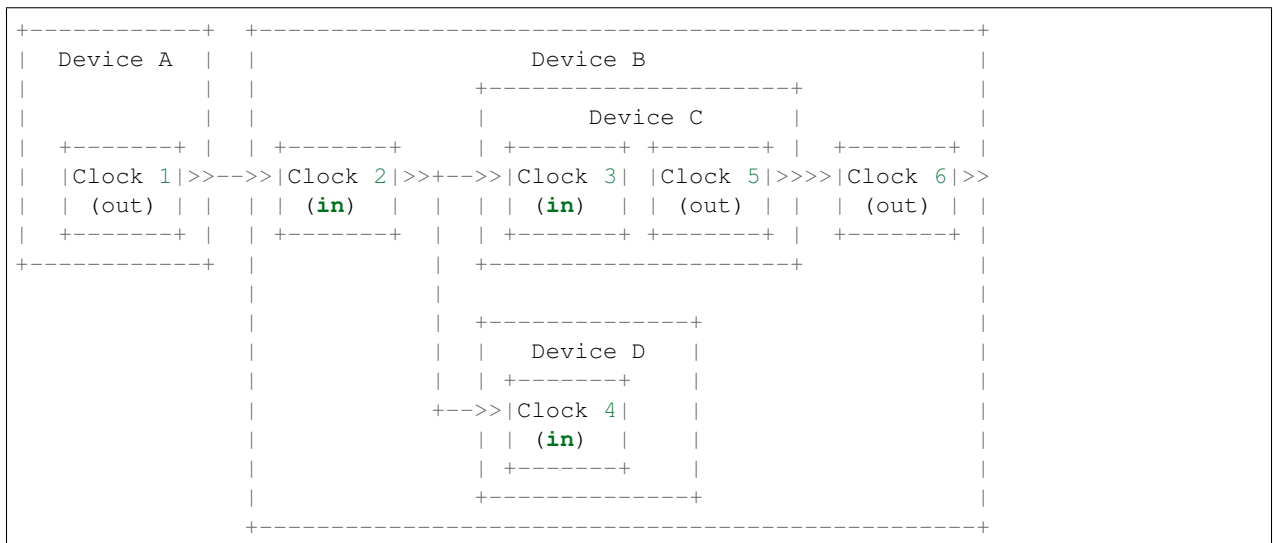 +------------+  +--------------------------------------------------+
|  Device A  |  |                   Device B                       |
|            |  |               +---------------------+            |
|            |  |               |       Device C      |            |
|   +-------+ |  | +-------+     | +-------+ +-------+ |  +-------+ |
|   |Clock 1|>>-->>|Clock 2|>>+-->>|Clock 3| |Clock 5|>>>>|Clock 6|>>
|   | (out) | |  | | (in)  |  |  | | (in)  | | (out) | |  | (out) | |
|   +-------+ |  | +-------+  |  | +-------+ +-------+ |  +-------+ |
+------------+  |            |  +---------------------+            |
                |            |                                     |
                |            |  +--------------+                   |
                |            |  |   Device D   |                   |
                |            |  | +-------+    |                   |
                |            +-->>|Clock 4|    |                   |
                |               | | (in)  |    |                   |
                |               | +-------+    |                   |
                |               +--------------+                   |
                +--------------------------------------------------+